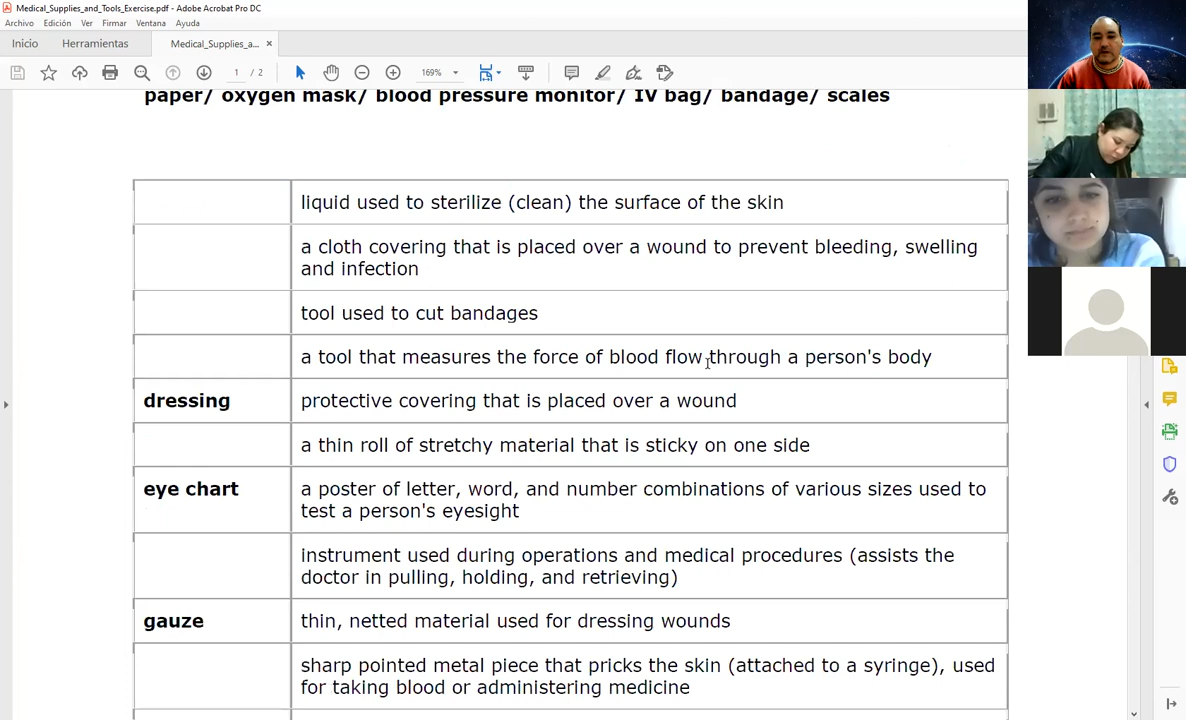 Medical_Supplies_and_Tools_Exercise.pdf - Adobe Acrobat Pro DC
Archivo Edición Ver Firmar Ventana Ayuda
Inicio Herramientas Medical_Supplies_a... ×
1 / 2 169%
paper/ oxygen mask/ blood pressure monitor/ IV bag/ bandage/ scales
liquid used to sterilize (clean) the surface of the skin
a cloth covering that is placed over a wound to prevent bleeding, swelling
and infection
tool used to cut bandages
a tool that measures the force of blood flow through a person's body
dressing protective covering that is placed over a wound
a thin roll of stretchy material that is sticky on one side
eye chart a poster of letter, word, and number combinations of various sizes used to
test a person's eyesight
instrument used during operations and medical procedures (assists the
doctor in pulling, holding, and retrieving)
gauze thin, netted material used for dressing wounds
sharp pointed metal piece that pricks the skin (attached to a syringe), used
for taking blood or administering medicine